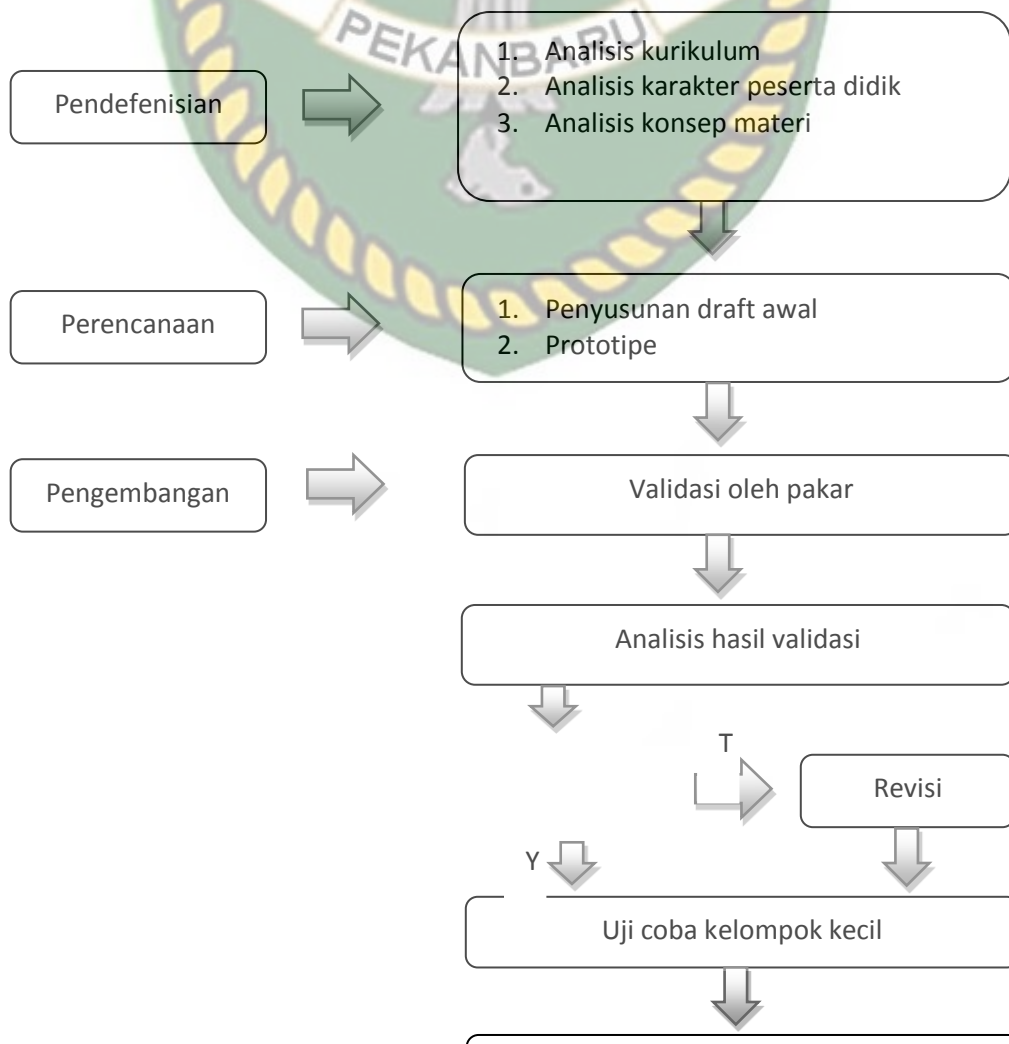 PEKANBARU
Pendefenisian
1. Analisis kurikulum
2. Analisis karakter peserta didik
3. Analisis konsep materi
Perencanaan
1. Penyusunan draft awal
2. Prototipe
Pengembangan
Validasi oleh pakar
Analisis hasil validasi
T
Revisi
Y
Uji coba kelompok kecil